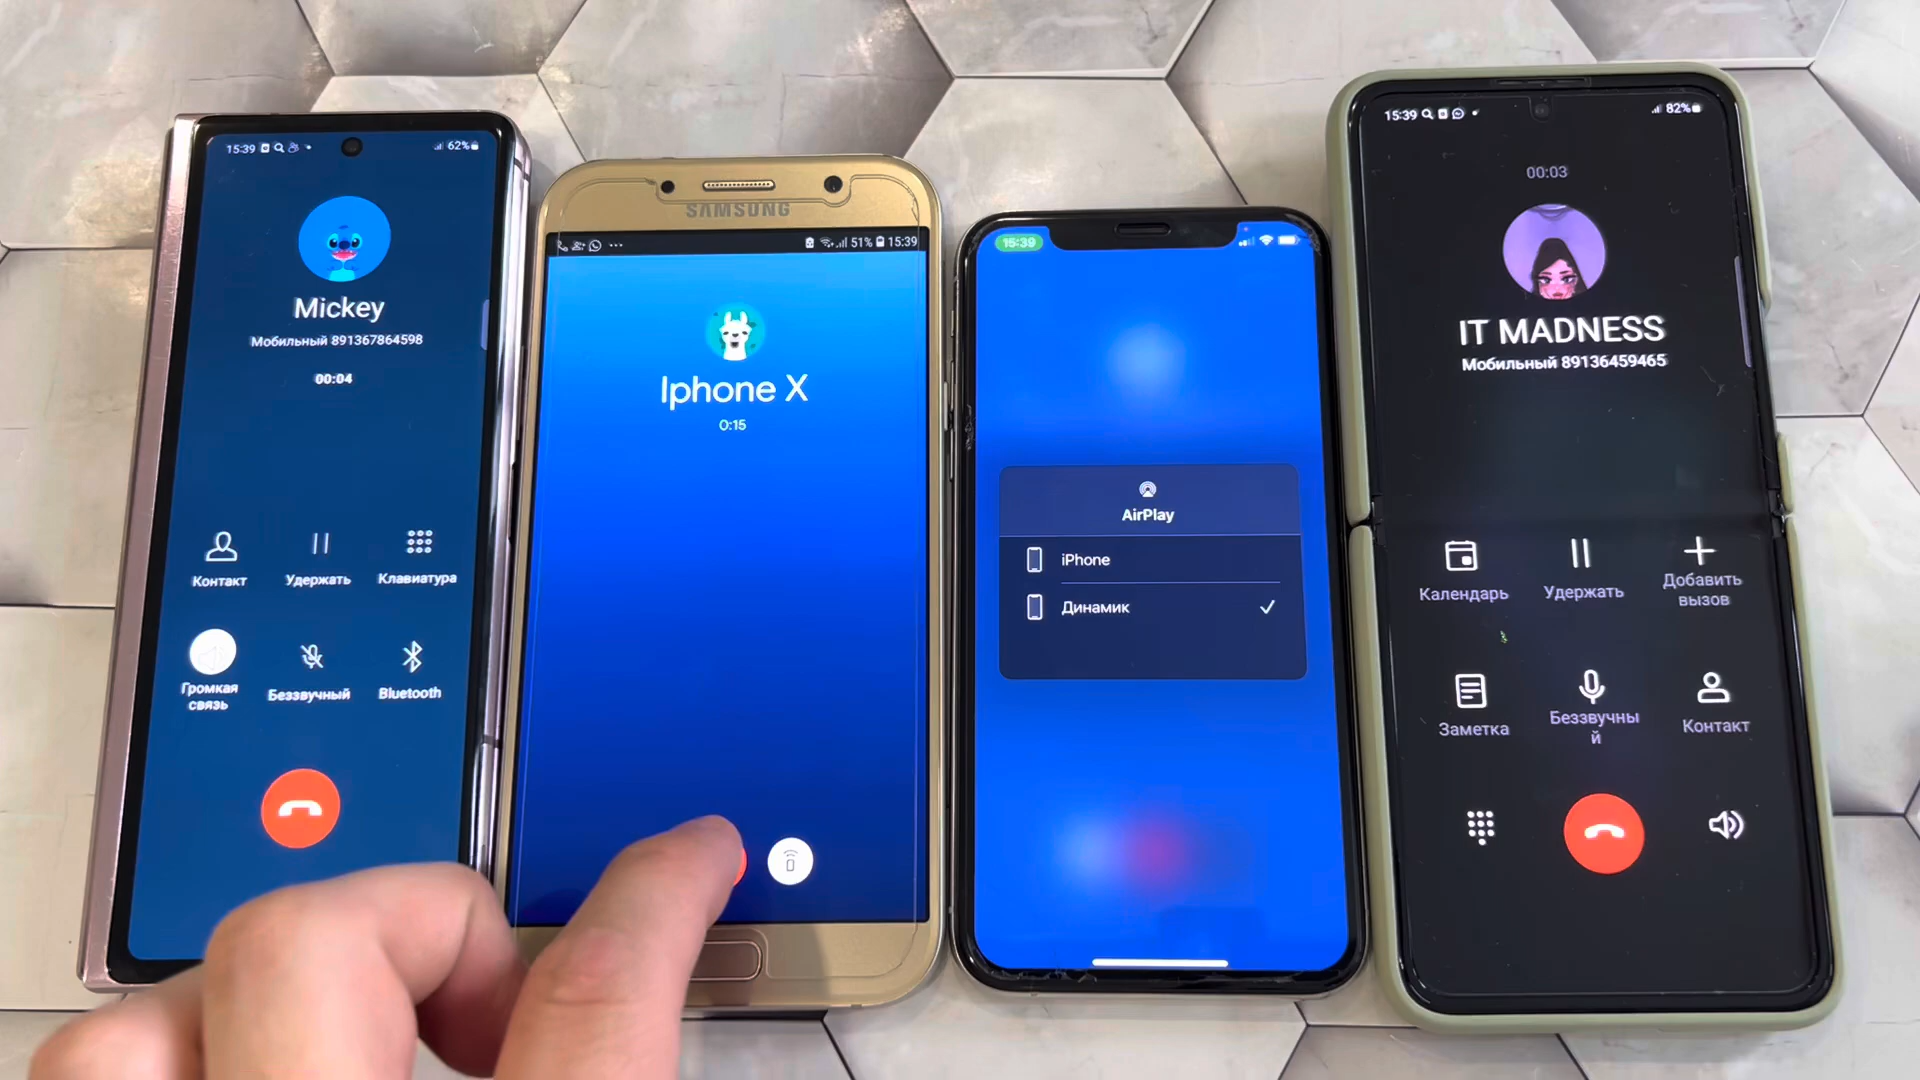 15:39
62%
Mickey
Мобильный 891367864598
00:04
Контакт
Удержать
Клавиатура
Громкая
связь
Беззвучный
Bluetooth
SAMSUNG
51% 15:39
Iphone X
0:15
15:39
AirPlay
iPhone
Динамик
15:39
82%
00:03
IT MADNESS
Мобильный 89136459465
Календарь
Удержать
Добавить
вызов
Заметка
Беззвучны
й
Контакт